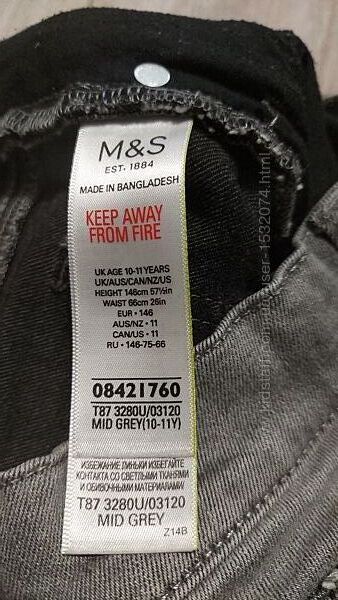 M&S
EST· 1884
MADE IN BANGLADESH
KEEP AWAY
FROM FIRE
UK AGE 10-11 YEARS
UK/AUS/CAN/NZ/US
HEIGHT 146cm 57½in
WAIST 66cm 26in
EUR · 146
AUS/NZ · 11
CAN/US · 11
RU · 146-75-66
08421760
T87 3280U/03120
MID GREY(10-11Y)
ИЗБЕЖАНИЕ ЛИНЬКИ ИЗБЕГАЙТЕ
КОНТАКТА СО СВЕТЛЫМИ ТКАНЯМИ
И ОБИВОЧНЫМИ МАТЕРИАЛАМИ
T87 3280U/03120
MID GREY
Z14B